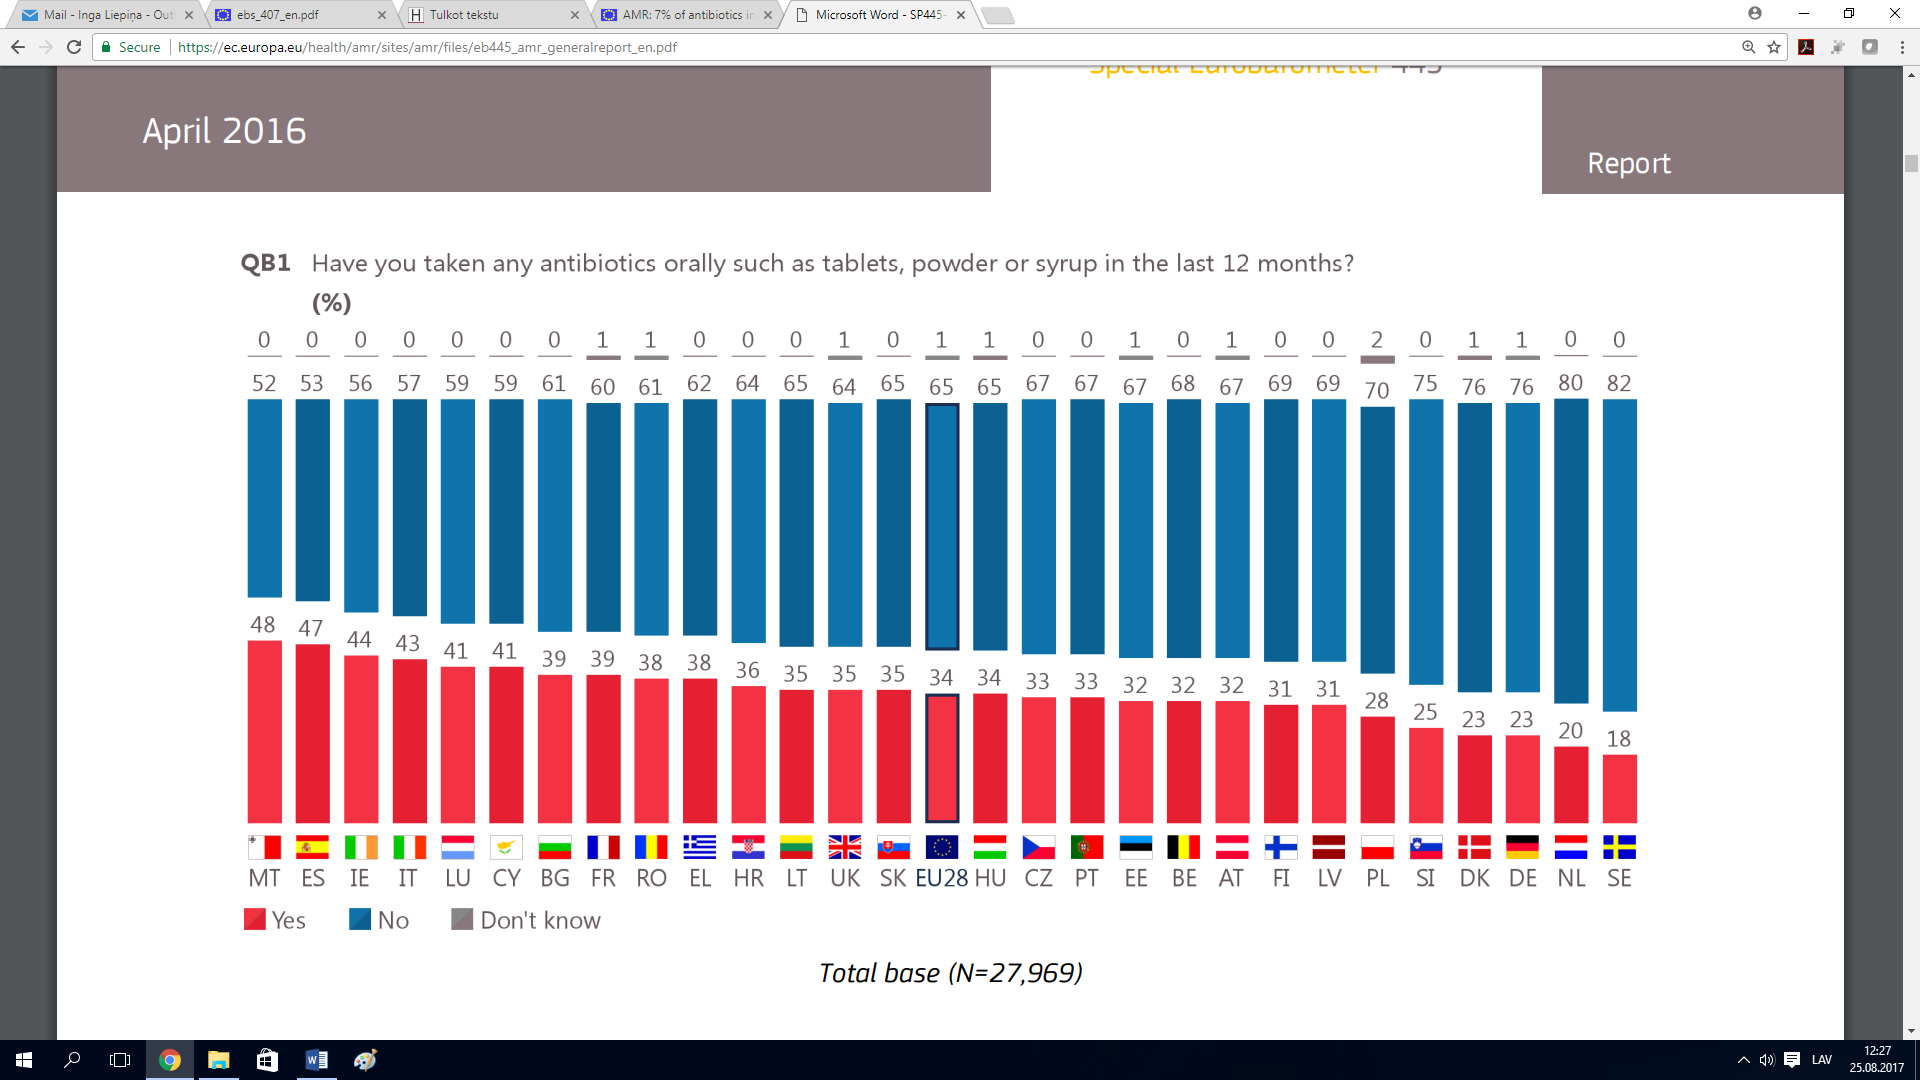 Mail - Inga Liepiņa - Out
ebs_407_en.pdf
Tulkot tekstu
AMR: 7% of antibiotics in
Microsoft Word - SP445-
Secure https://ec.europa.eu/health/amr/sites/amr/files/eb445_amr_generalreport_en.pdf
Special Eurobarometer 445
April 2016
Report
QB1 Have you taken any antibiotics orally such as tablets, powder or syrup in the last 12 months?
(%)
0 0 0 0 0 0 0 1 1 0 0 0 1 0 1 1 0 0 1 0 1 0 0 2 0 1 1 0 0
52 53 56 57 59 59 61 60 61 62 64 65 64 65 65 65 67 67 67 68 67 69 69 70 75 76 76 80 82
48 47 44 43 41 41 39 39 38 38 36 35 35 35 34 34 33 33 32 32 32 31 31 28 25 23 23 20 18
MT ES IE IT LU CY BG FR RO EL HR LT UK SK EU28 HU CZ PT EE BE AT FI LV PL SI DK DE NL SE
Yes No Don't know
Total base (N=27,969)
LAV
12:27
25.08.2017